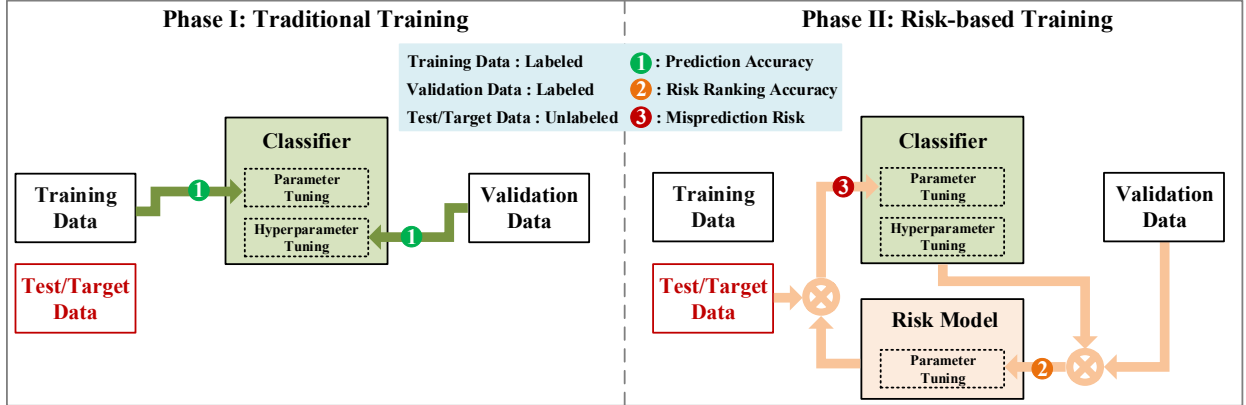 Phase I: Traditional Training
Phase II: Risk-based Training
Training Data : Labeled
1 : Prediction Accuracy
Validation Data : Labeled
2 : Risk Ranking Accuracy
Test/Target Data : Unlabeled
3 : Misprediction Risk
Classifier
Parameter
Tuning
Hyperparameter
Tuning
Training
Data
1
1
Validation
Data
Test/Target
Data
Classifier
Parameter
Tuning
Hyperparameter
Tuning
3
Training
Data
Validation
Data
Test/Target
Data
Risk Model
Parameter
Tuning
2